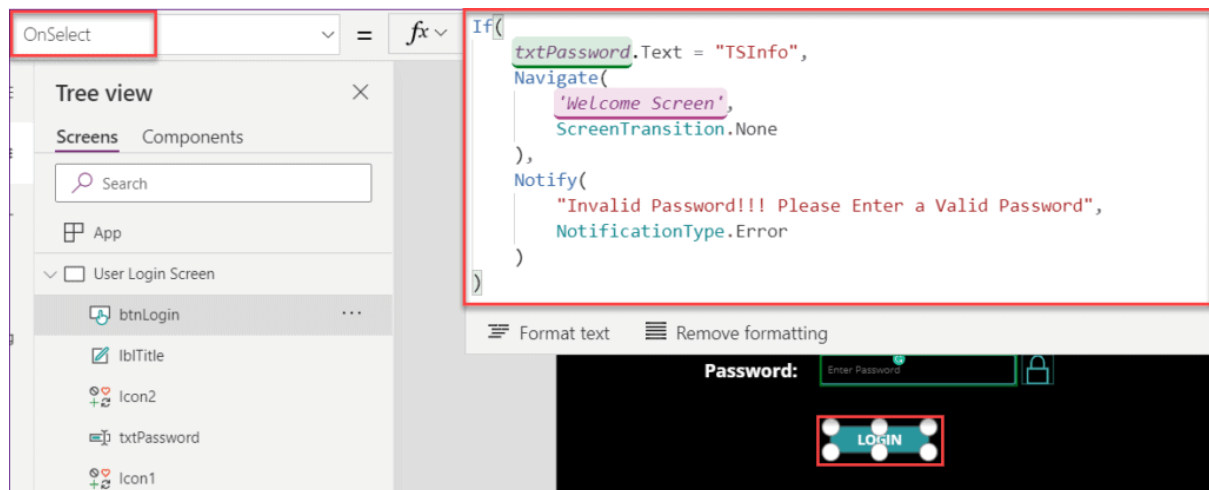 OnSelect
=
fx
If(
txtPassword.Text = "TSInfo",
Navigate(
'Welcome Screen',
ScreenTransition.None
),
Notify(
"Invalid Password!!! Please Enter a Valid Password",
NotificationType.Error
)
)
Format text
Remove formatting
Tree view
Screens
Components
Search
App
User Login Screen
btnLogin
...
lblTitle
Icon2
txtPassword
Icon1
Password:
Enter Password
LOGIN